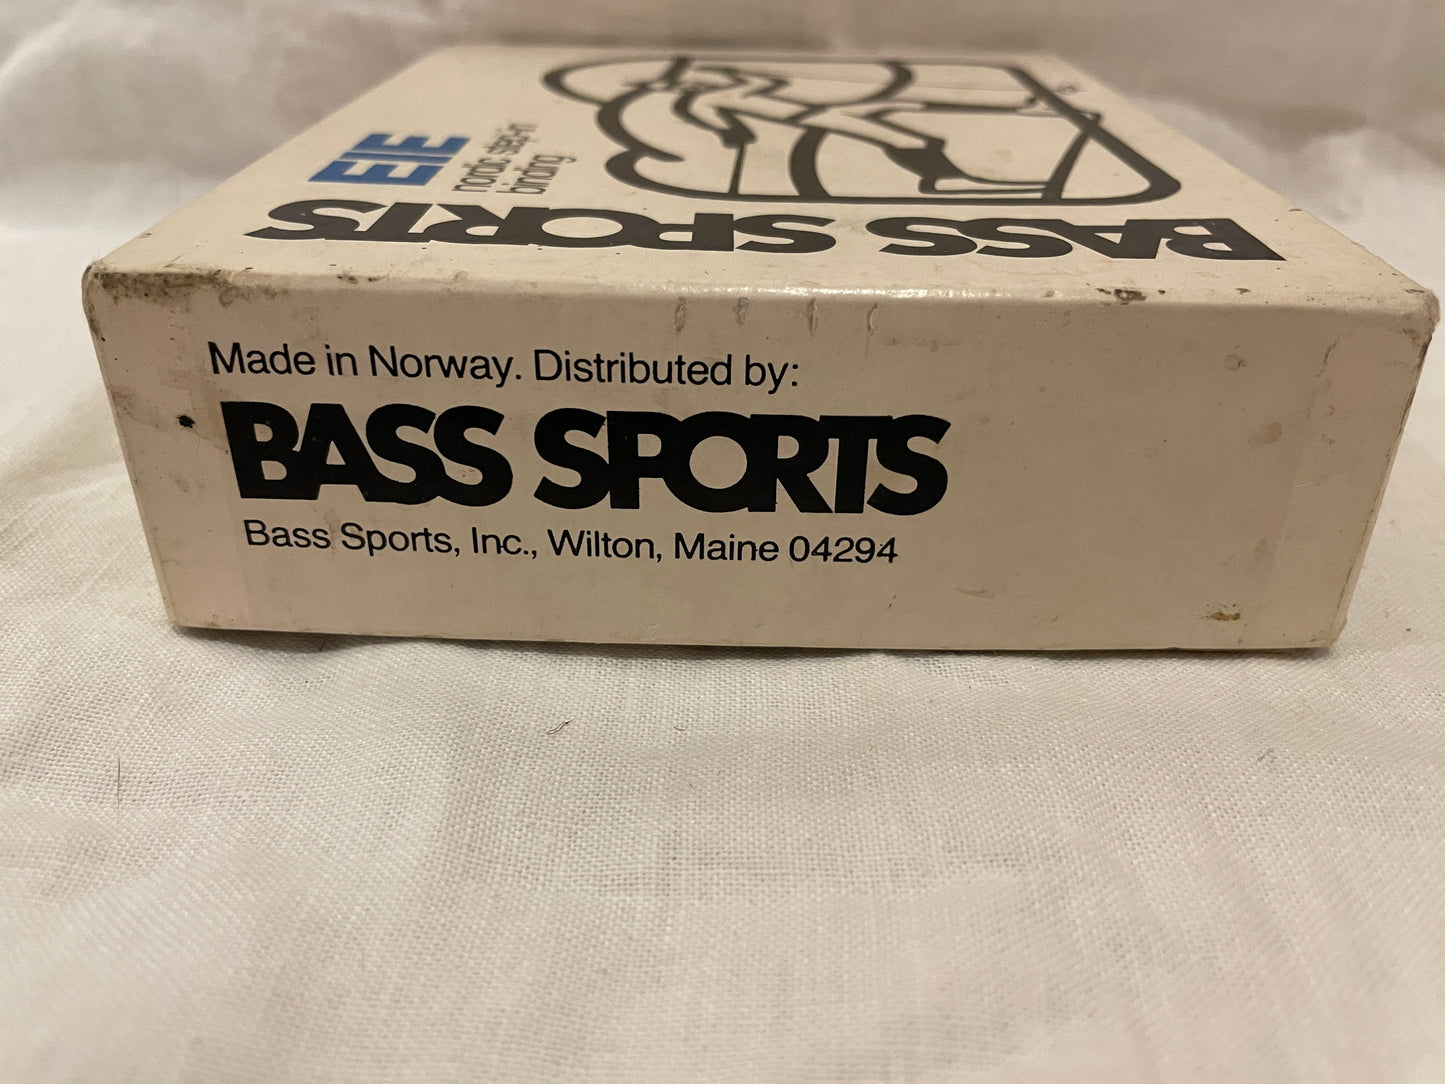 EIE
nordic step-in
binding
BASS SPORTS
Made in Norway. Distributed by:
BASS SPORTS
Bass Sports, Inc., Wilton, Maine 04294